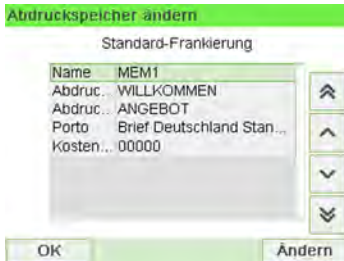 Abdruckspeicher ändern
Standard-Frankierung
Name MEM1
Abdruc... WILLKOMMEN
Abdruc... ANGEBOT
Porto Brief Deutschland Stan...
Kosten... 00000
OK Ändern